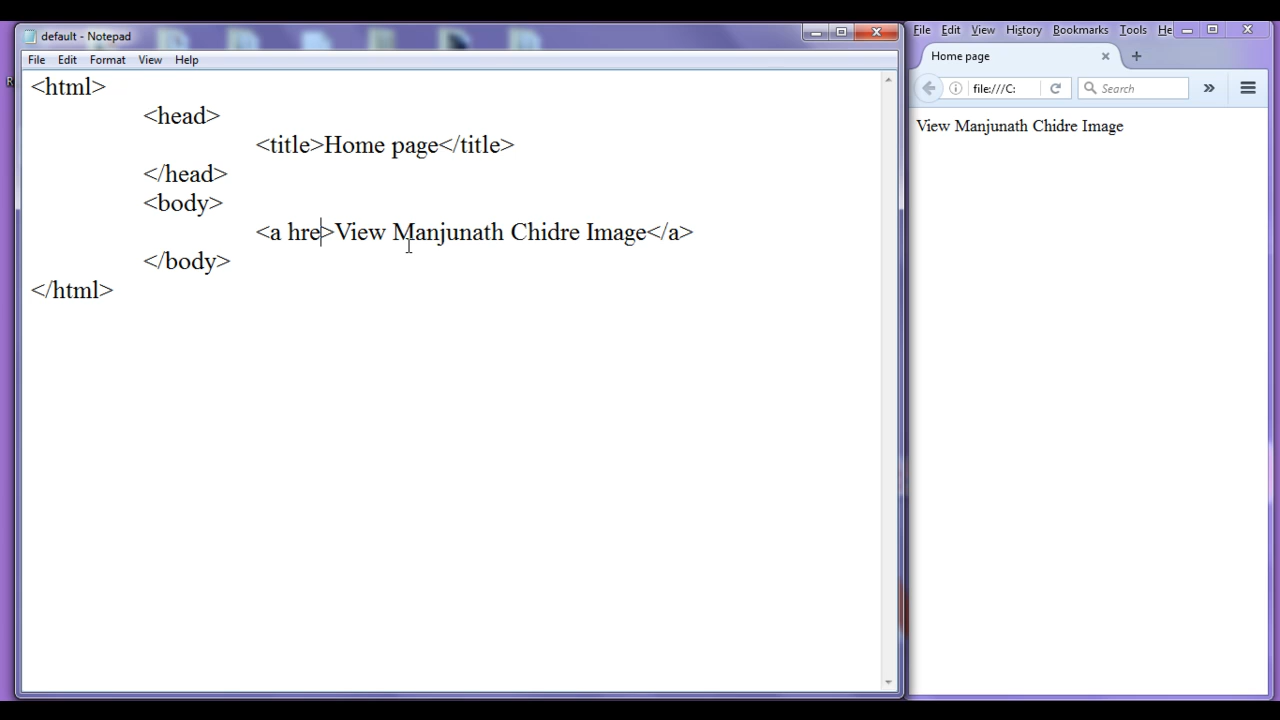 default - Notepad
File Edit Format View Help
<html>
<head>
<title>Home page</title>
</head>
<body>
<a hre>View Manjunath Chidre Image</a>
</body>
</html>
File Edit View History Bookmarks Tools He
Home page
file:///C:
Search
View Manjunath Chidre Image